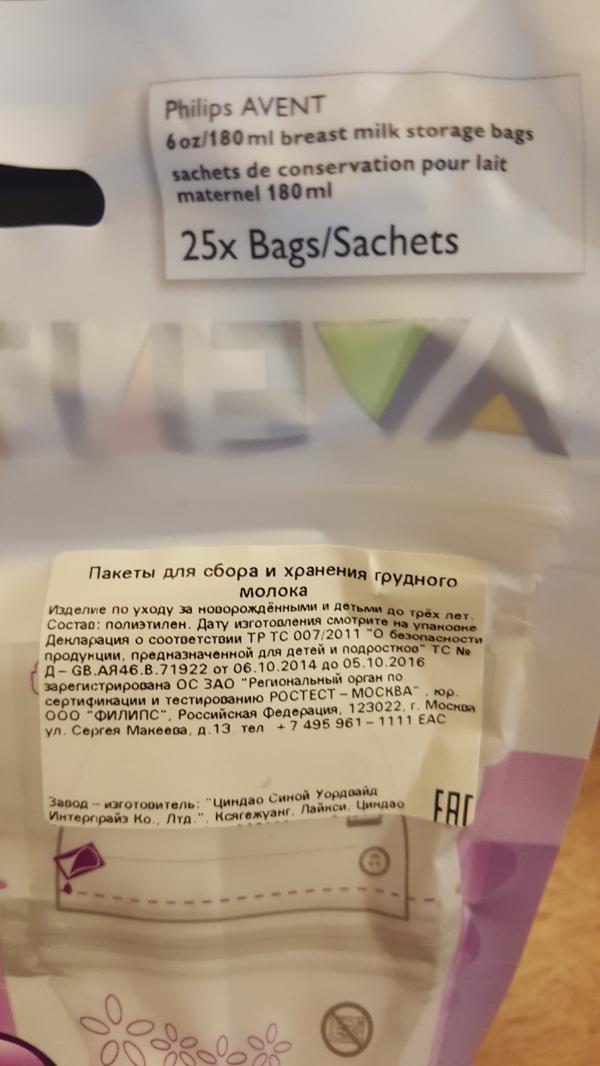 Philips AVENT
6oz/180ml breast milk storage bags
sachets de conservation pour lait
maternel 180ml
25x Bags/Sachets
Пакеты для сбора и хранения грудного
молока
Изделие по уходу за новорождёнными и детьми до трёх лет.
Состав: полиэтилен. Дату изготовления смотрите на упаковке
Декларация о соответствии ТР ТС 007/2011 "О безопасности
продукции, предназначенной для детей и подростков" ТС №
Д – GB.АЯ46.В.71922 от 06.10.2014 до 05.10.2016
зарегистрирована ОС ЗАО "Региональный орган по
сертификации и тестированию РОСТЕСТ – МОСКВА" . юр.
ООО "ФИЛИПС", Российская Федерация, 123022, г. Москва
ул. Сергея Макеева, д.13 тел +7 495 961 – 1111 ЕАС
Завод – изготовитель: "Циндао Синой Уордвайд
Интерпрайз Ко., Лтд.", Ксягежуанг, Лайкси, Циндао
EAC